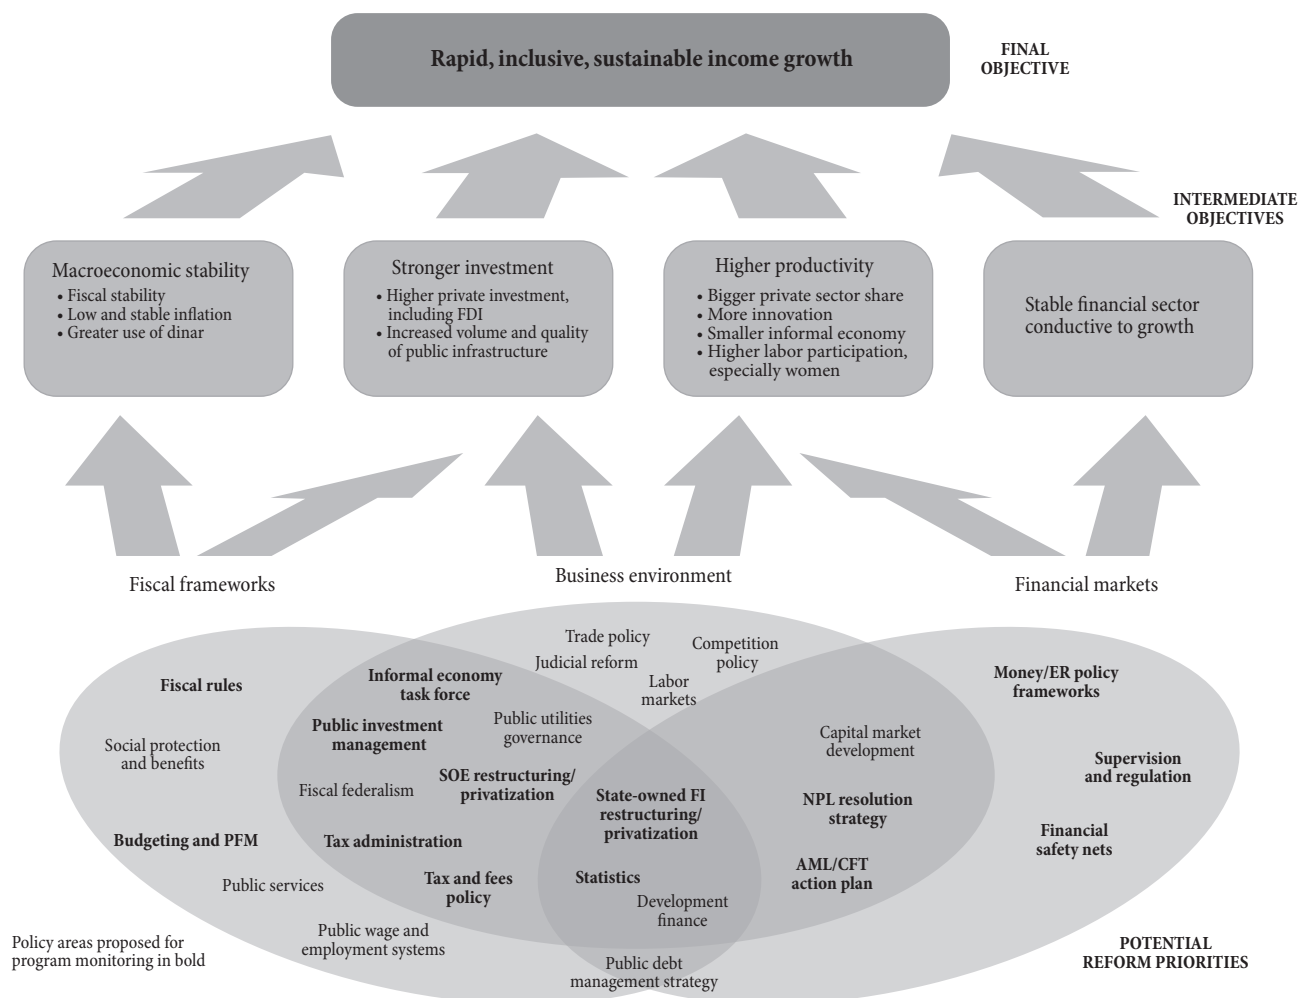 Rapid, inclusive, sustainable income growth
FINAL
OBJECTIVE
INTERMEDIATE
OBJECTIVES
Macroeconomic stability
• Fiscal stability
• Low and stable inflation
• Greater use of dinar
Stronger investment
• Higher private investment,
including FDI
• Increased volume and quality
of public infrastructure
Higher productivity
• Bigger private sector share
• More innovation
• Smaller informal economy
• Higher labor participation,
especially women
Stable financial sector
conductive to growth
Fiscal frameworks
Business environment
Financial markets
Fiscal rules
Social protection
and benefits
Budgeting and PFM
Public services
Public wage and
employment systems
Informal economy
task force
Public investment
management
Public utilities
governance
Fiscal federalism
SOE restructuring/
privatization
Tax administration
Tax and fees
policy
Trade policy
Judicial reform
Competition
policy
Labor
markets
State-owned FI
restructuring/
privatization
Statistics
Development
finance
Public debt
management strategy
Capital market
development
NPL resolution
strategy
AML/CFT
action plan
Money/ER policy
frameworks
Supervision
and regulation
Financial
safety nets
Policy areas proposed for
program monitoring in bold
POTENTIAL
REFORM PRIORITIES